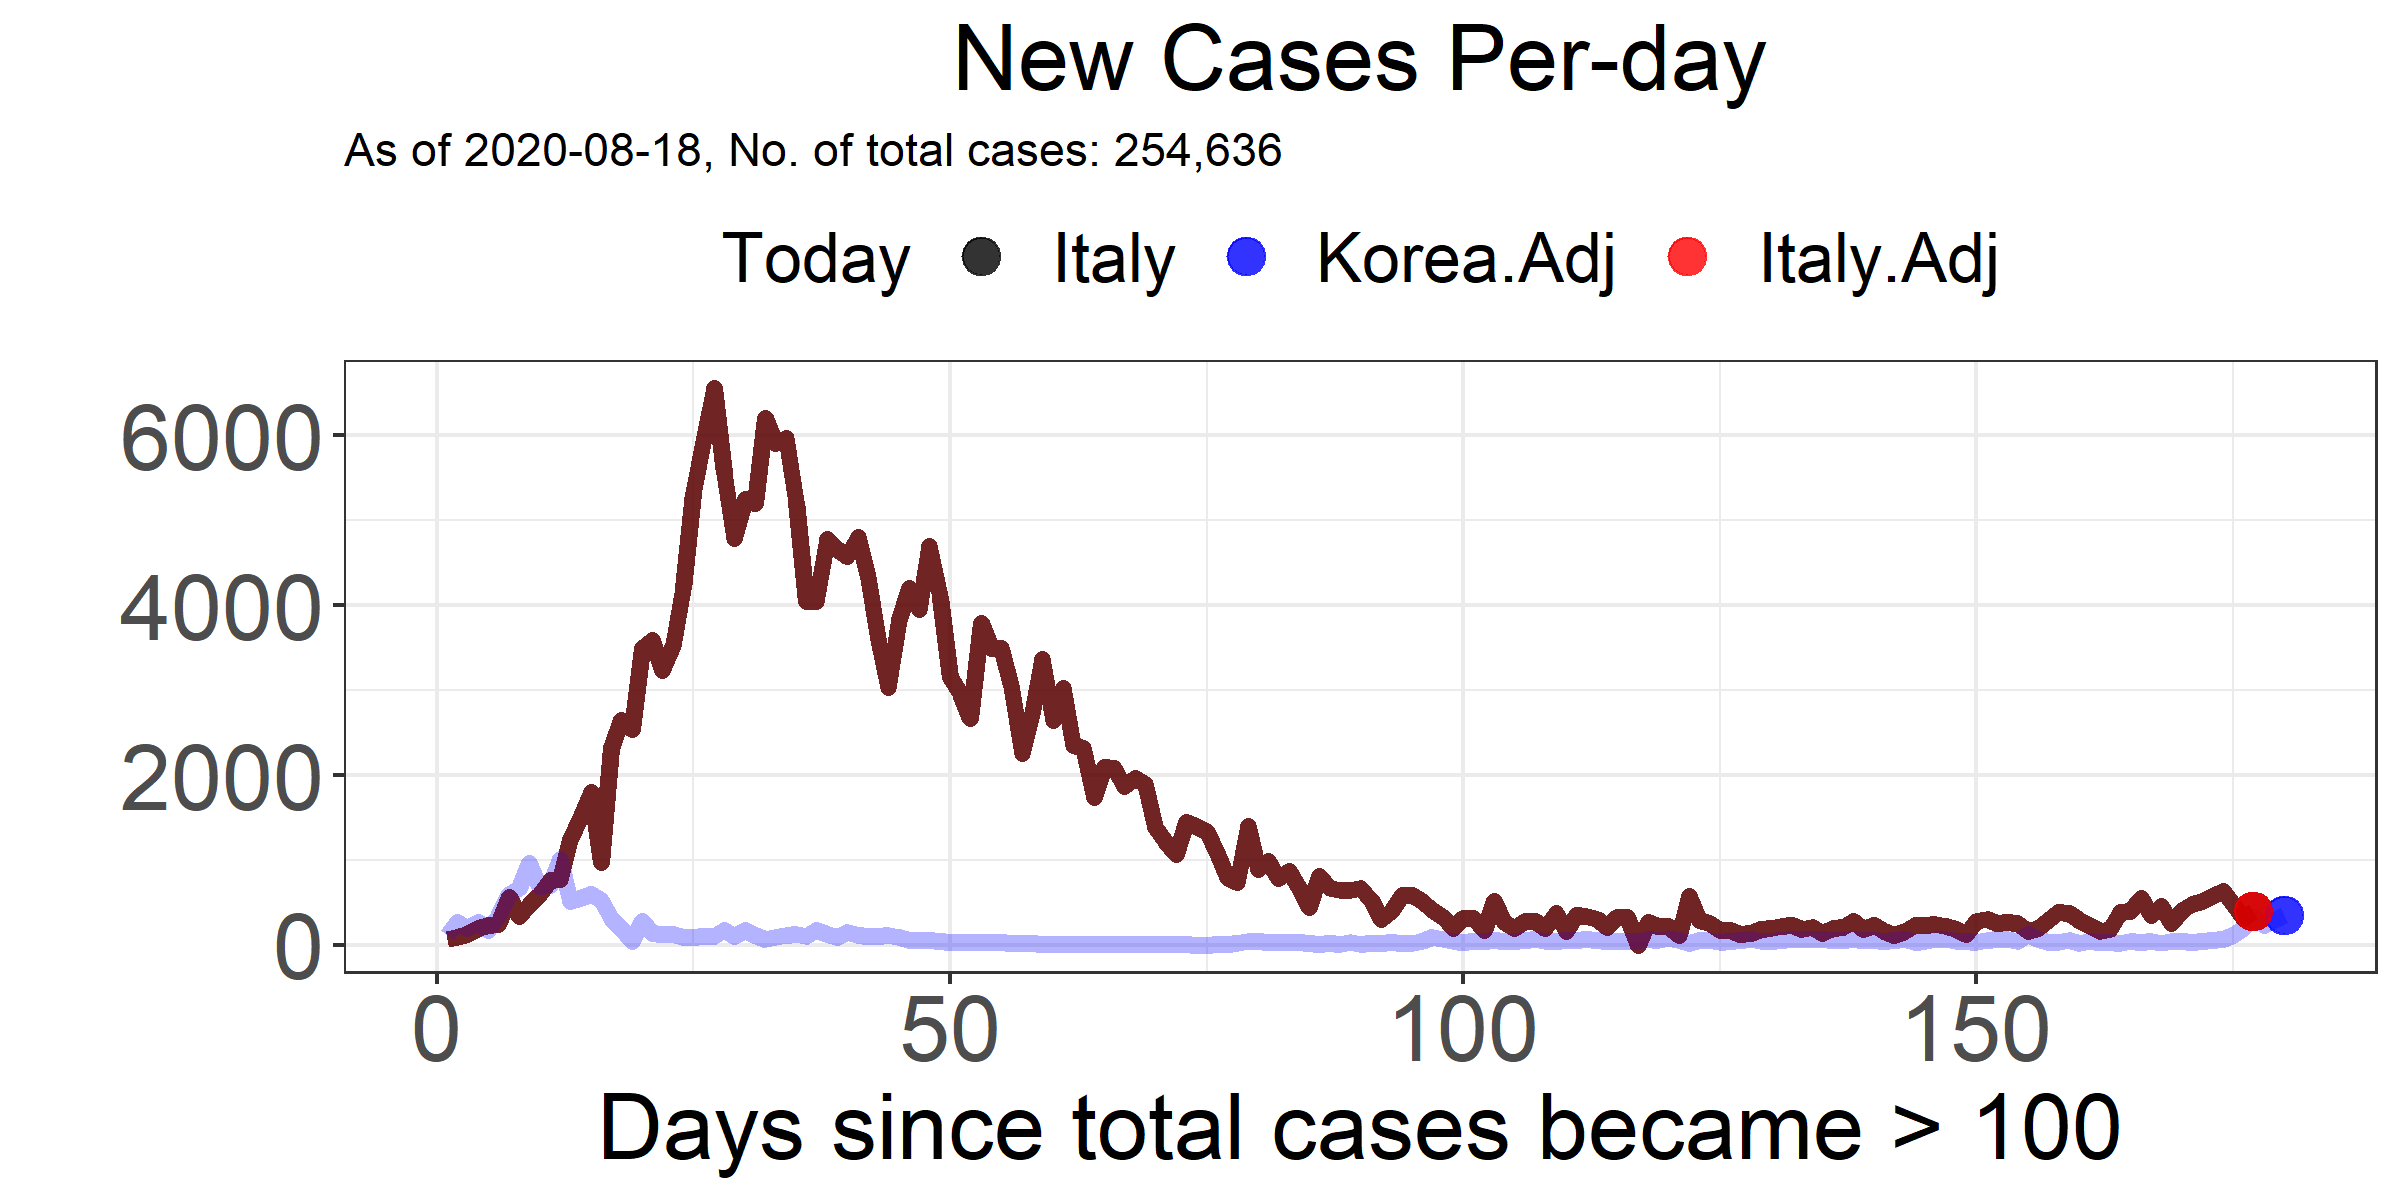 New Cases Per-day
As of 2020-08-18, No. of total cases: 254,636
Today Italy Korea.Adj Italy.Adj
6000
4000
2000
0
0 50 100 150
Days since total cases became > 100